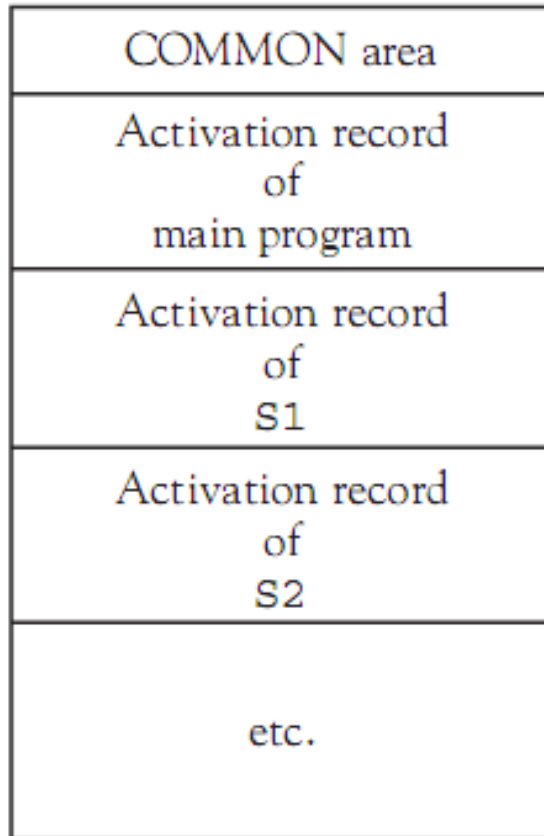 COMMON area
Activation record
of
main program
Activation record
of
S1
Activation record
of
S2
etc.